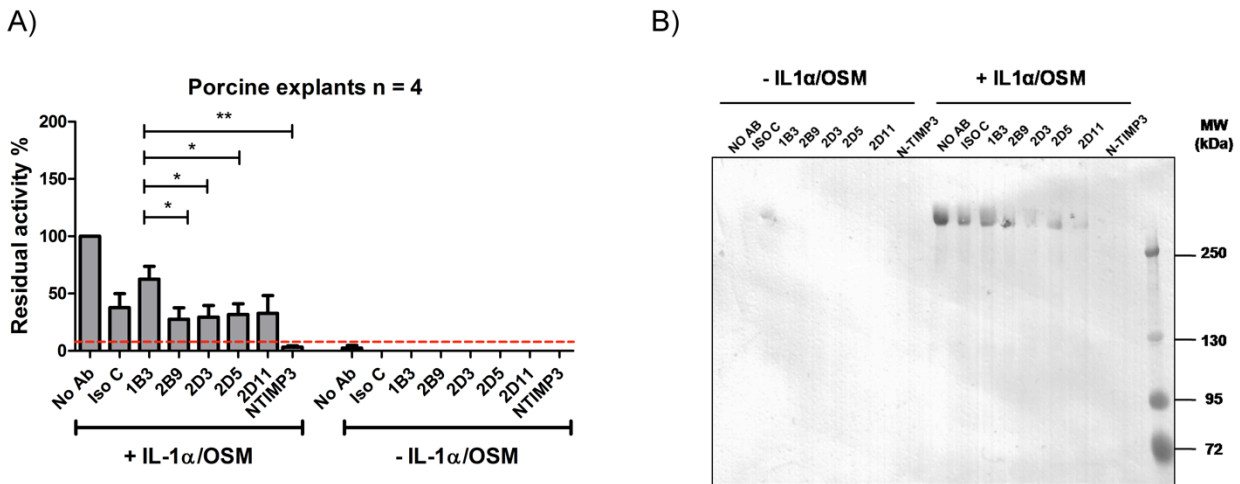 A)
Porcine explants n = 4
Residual activity %
200
150
100
50
0
**
*
*
*
No Ab
Iso C
1B3
2B9
2D3
2D5
2D11
NTIMP3
No Ab
Iso C
1B3
2B9
2D3
2D5
2D11
NTIMP3
+ IL-1α/OSM
- IL-1α/OSM
B)
- IL1α/OSM
+ IL1α/OSM
NO AB
ISO C
1B3
2B9
2D3
2D5
2D11
N-TIMP3
NO AB
ISO C
1B3
2B9
2D3
2D5
2D11
N-TIMP3
MW
(kDa)
250
130
95
72